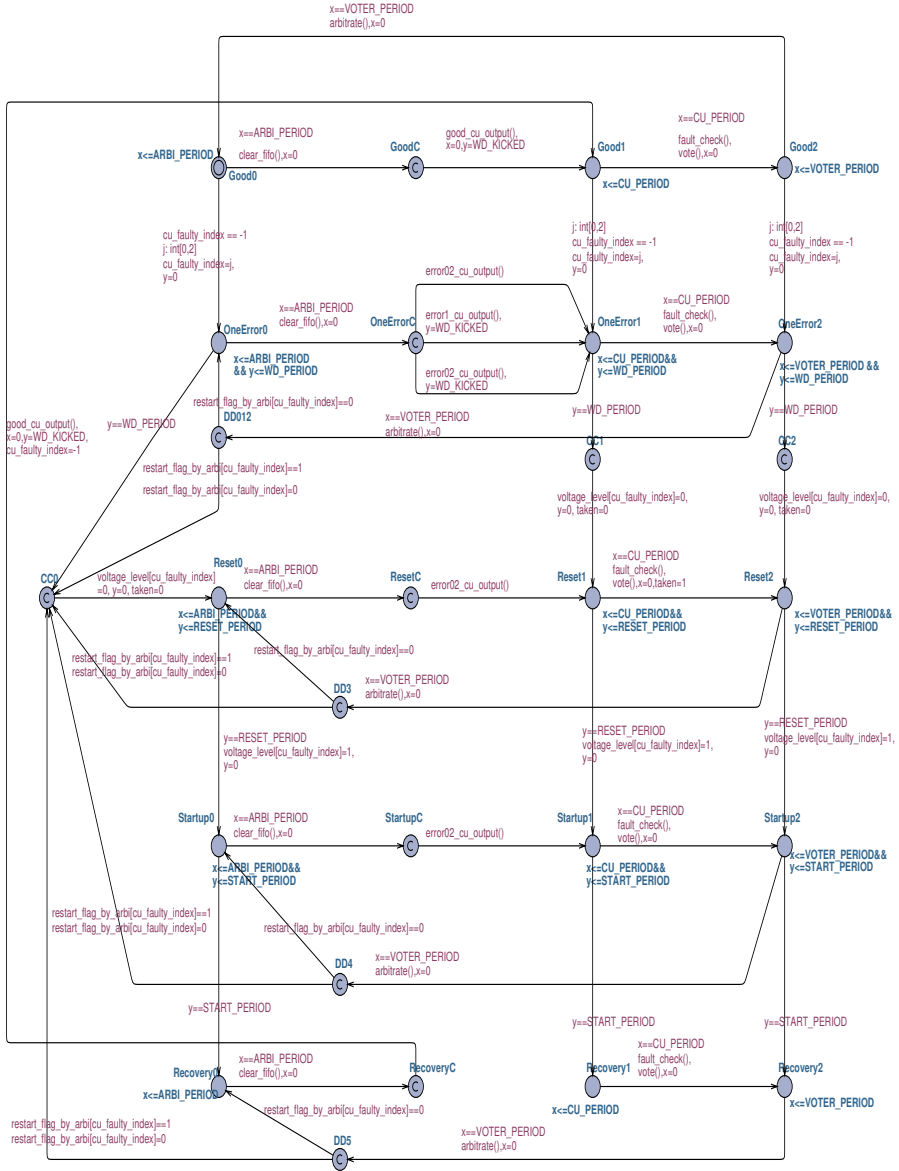 x==VOTER_PERIOD
arbitrate(),x=0
x==ARBI_PERIOD
clear_fifo(),x=0
x<=ARBI_PERIOD
Good0
GoodC
good_cu_output(),
x=0,y=WD_KICKED
Good1
x<=CU_PERIOD
x==CU_PERIOD
fault_check(),
vote(),x=0
Good2
x<=VOTER_PERIOD
cu_faulty_index == -1
j: int[0,2]
cu_faulty_index=j,
y=0
j: int[0,2]
cu_faulty_index == -1
cu_faulty_index=j,
y=0
j: int[0,2]
cu_faulty_index == -1
cu_faulty_index=j,
y=0
OneError0
x<=ARBI_PERIOD
&& y<=WD_PERIOD
x==ARBI_PERIOD
clear_fifo(),x=0
OneErrorC
C
error02_cu_output()
error1_cu_output(),
y=WD_KICKED
error02_cu_output(),
y=WD_KICKED
OneError1
x<=CU_PERIOD&&
y<=WD_PERIOD
x==CU_PERIOD
fault_check(),
vote(),x=0
OneError2
x<=VOTER_PERIOD &&
y<=WD_PERIOD
good_cu_output(),
x=0,y=WD_KICKED,
cu_faulty_index=-1
y==WD_PERIOD
restart_flag_by_arbi[cu_faulty_index]==0
DD012
C
x==VOTER_PERIOD
arbitrate(),x=0
y==WD_PERIOD
CC1
C
y==WD_PERIOD
CC2
C
restart_flag_by_arbi[cu_faulty_index]==1
restart_flag_by_arbi[cu_faulty_index]=0
voltage_level[cu_faulty_index]=0,
y=0, taken=0
voltage_level[cu_faulty_index]=0,
y=0, taken=0
CC0
C
voltage_level[cu_faulty_index]
=0, y=0, taken=0
Reset0
x<=ARBI_PERIOD&&
y<=RESET_PERIOD
x==ARBI_PERIOD
clear_fifo(),x=0
ResetC
C
error02_cu_output()
Reset1
x<=CU_PERIOD&&
y<=RESET_PERIOD
x==CU_PERIOD
fault_check(),
vote(),x=0,taken=1
Reset2
x<=VOTER_PERIOD&&
y<=RESET_PERIOD
restart_flag_by_arbi[cu_faulty_index]==1
restart_flag_by_arbi[cu_faulty_index]=0
restart_flag_by_arbi[cu_faulty_index]==0
DD3
C
x==VOTER_PERIOD
arbitrate(),x=0
y==RESET_PERIOD
voltage_level[cu_faulty_index]=1,
y=0
y==RESET_PERIOD
voltage_level[cu_faulty_index]=1,
y=0
y==RESET_PERIOD
voltage_level[cu_faulty_index]=1,
y=0
Startup0
x<=ARBI_PERIOD&&
y<=START_PERIOD
x==ARBI_PERIOD
clear_fifo(),x=0
StartupC
C
error02_cu_output()
Startup1
x<=CU_PERIOD&&
y<=START_PERIOD
x==CU_PERIOD
fault_check(),
vote(),x=0
Startup2
x<=VOTER_PERIOD&&
y<=START_PERIOD
restart_flag_by_arbi[cu_faulty_index]==1
restart_flag_by_arbi[cu_faulty_index]=0
restart_flag_by_arbi[cu_faulty_index]==0
DD4
C
x==VOTER_PERIOD
arbitrate(),x=0
y==START_PERIOD
y==START_PERIOD
y==START_PERIOD
Recovery0
x<=ARBI_PERIOD
x==ARBI_PERIOD
clear_fifo(),x=0
RecoveryC
C
Recovery1
x<=CU_PERIOD
x==CU_PERIOD
fault_check(),
vote(),x=0
Recovery2
x<=VOTER_PERIOD
restart_flag_by_arbi[cu_faulty_index]==1
restart_flag_by_arbi[cu_faulty_index]=0
restart_flag_by_arbi[cu_faulty_index]==0
DD5
C
x==VOTER_PERIOD
arbitrate(),x=0